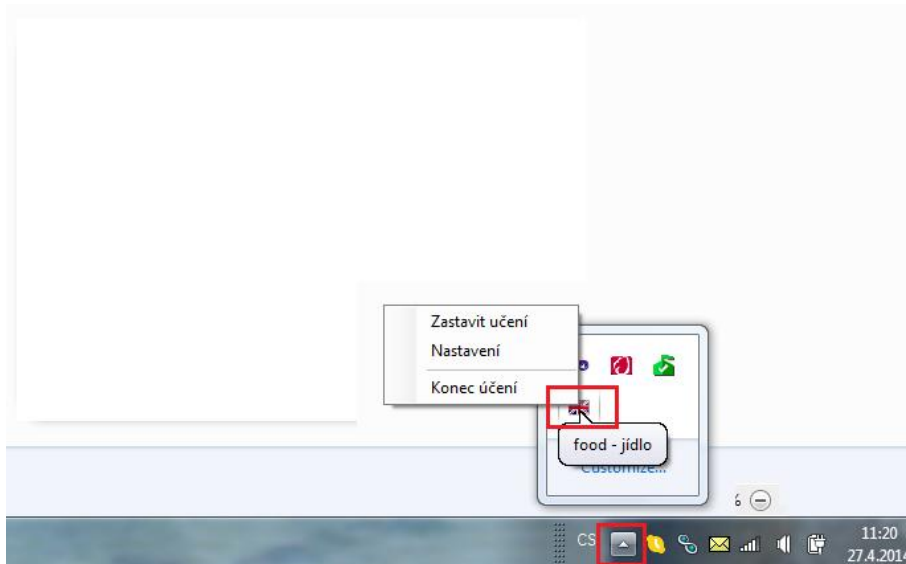 Zastavit učení
Nastavení
Konec účení
food - jídlo
Customize...
CS
11:20
27.4.2014